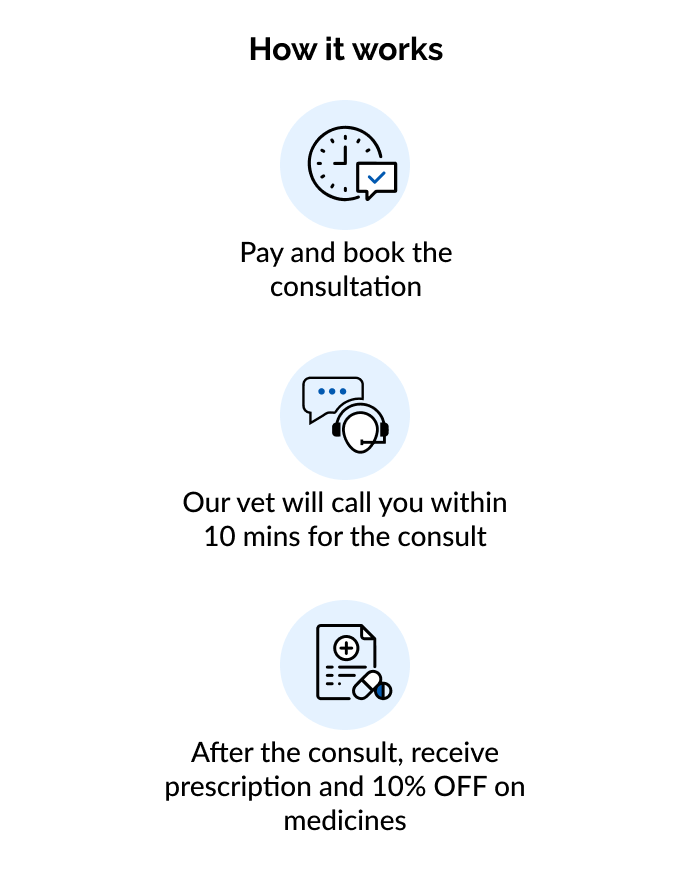 How it works
Pay and book the
consultation
Our vet will call you within
10 mins for the consult
After the consult, receive
prescription and 10% OFF on
medicines